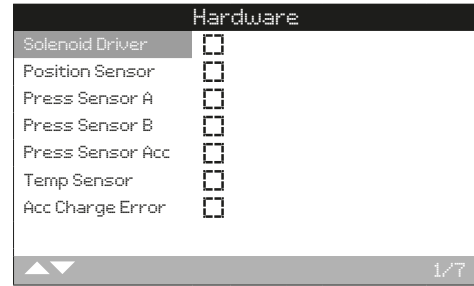 Hardware
Solenoid Driver
Position Sensor
Press Sensor A
Press Sensor B
Press Sensor Acc
Temp Sensor
Acc Charge Error
1/7